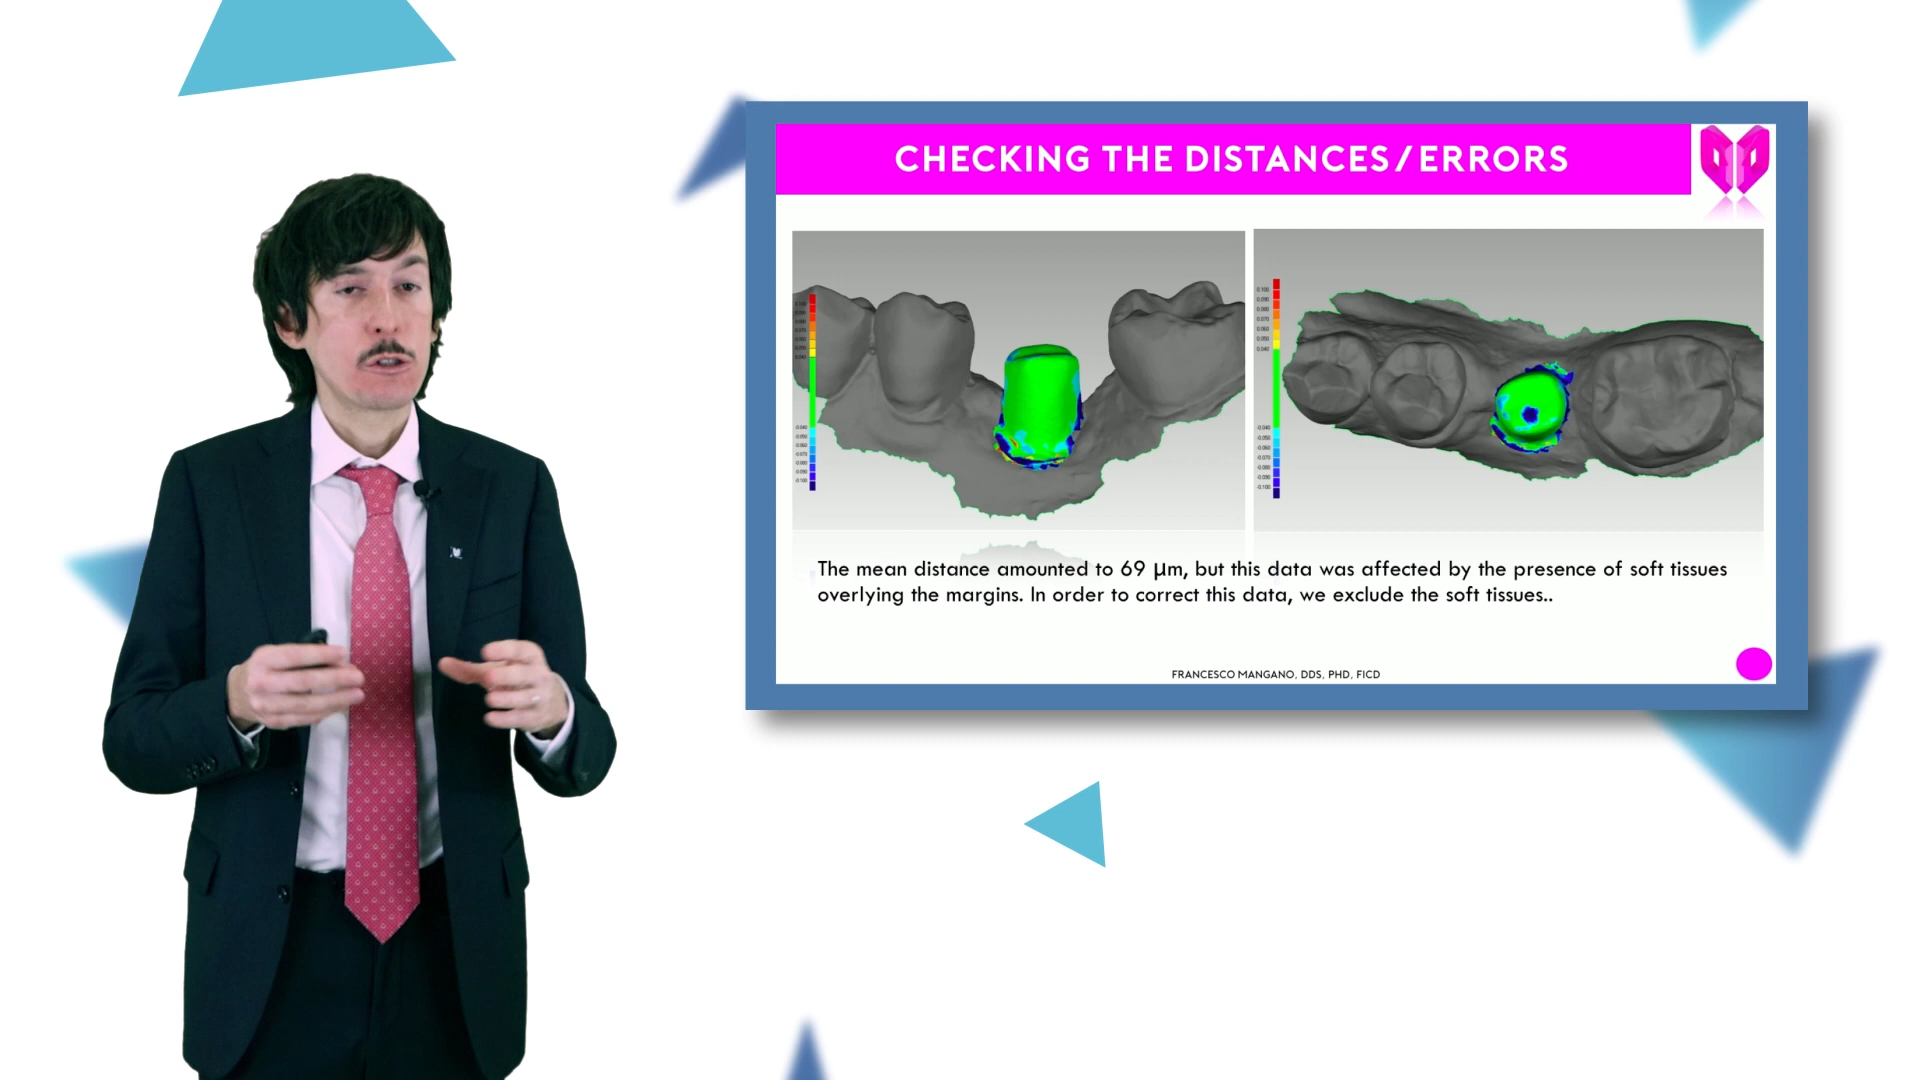 CHECKING THE DISTANCES/ERRORS
The mean distance amounted to 69 μm, but this data was affected by the presence of soft tissues
overlying the margins. In order to correct this data, we exclude the soft tissues..
FRANCESCO MANGANO, DDS, PHD, FICD